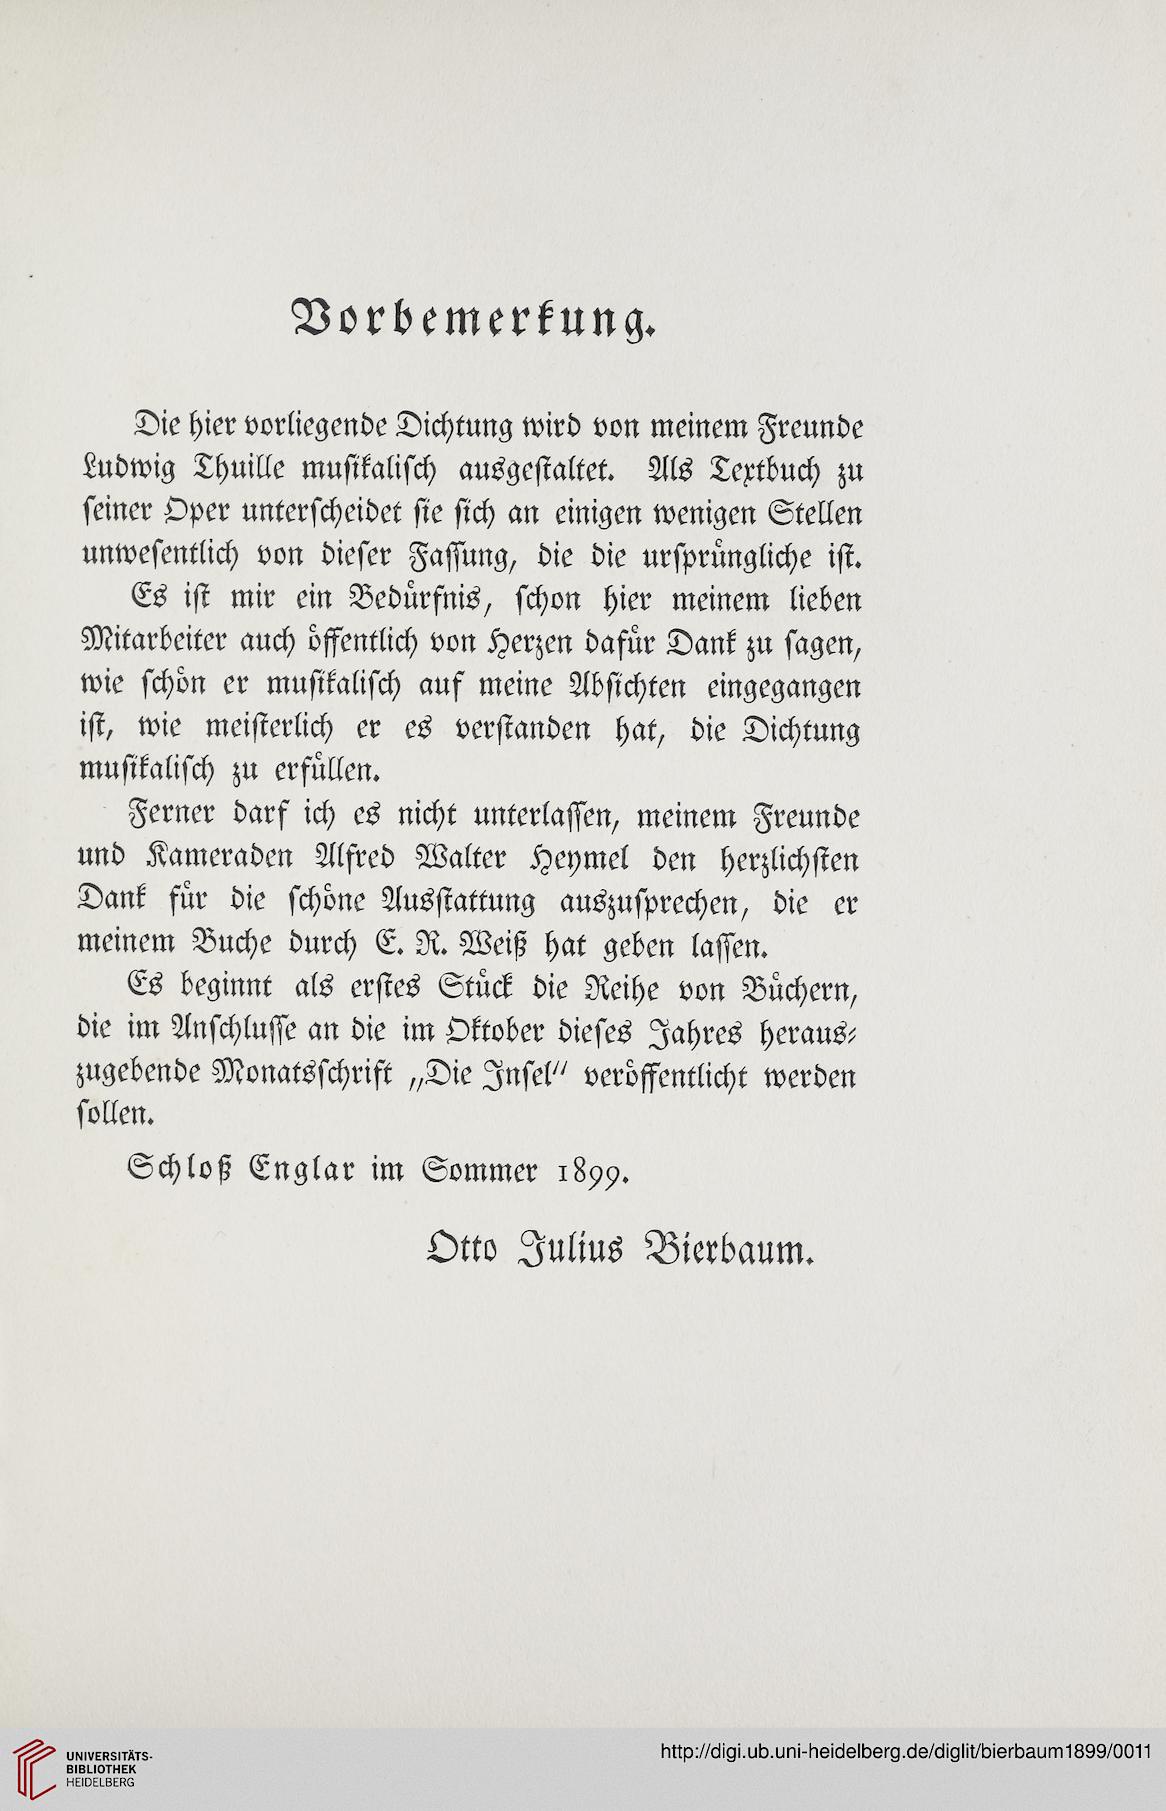 Vorbemerkung.
Die hier vorliegende Dichtung wird von meinem Freunde
Ludwig Thuille musikalisch ausgestaltet. Als Textbuch zu
seiner Oper unterscheidet sie sich an einigen wenigen Stellen
unwesentlich von dieser Fassung, die die ursprüngliche ist.
Es ist mir ein Bedürfnis, schon hier meinem lieben
Mitarbeiter auch öffentlich von Herzen dafür Dank zu sagen,
wie schön er musikalisch auf meine Absichten eingegangen
ist, wie meisterlich er es verstanden hat, die Dichtung
musikalisch zu erfüllen.
Ferner darf ich es nicht unterlassen, meinem Freunde
und Kameraden Alfred Walter Heymel den herzlichsten
Dank für die schöne Ausstattung auszusprechen, die er
meinem Buche durch E. R. Weiß hat geben lassen.
Es beginnt als erstes Stück die Reihe von Büchern,
die im Anschlusse an die im Oktober dieses Jahres heraus-
zugebende Monatsschrift „Die Insel" veröffentlicht werden
sollen.
Schloß Englar im Sommer 1899.
Otto Julius Bierbaum.
UNIVERSITÄTS-
BIBLIOTHEK
HEIDELBERG
http://digi.ub.uni-heidelberg.de/diglit/bierbaum1899/0011